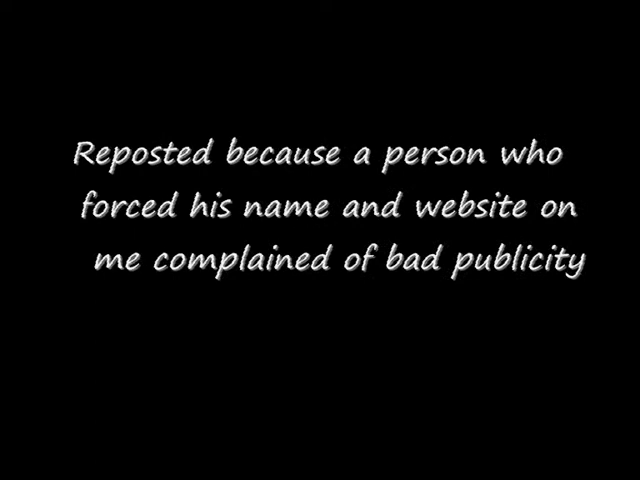 Reposted because a person who
forced his name and website on
me complained of bad publicity